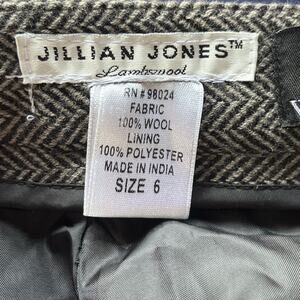 JILLIAN JONES™
Lambswool
RN # 98024
FABRIC
100% WOOL
LINING
100% POLYESTER
MADE IN INDIA
SIZE 6